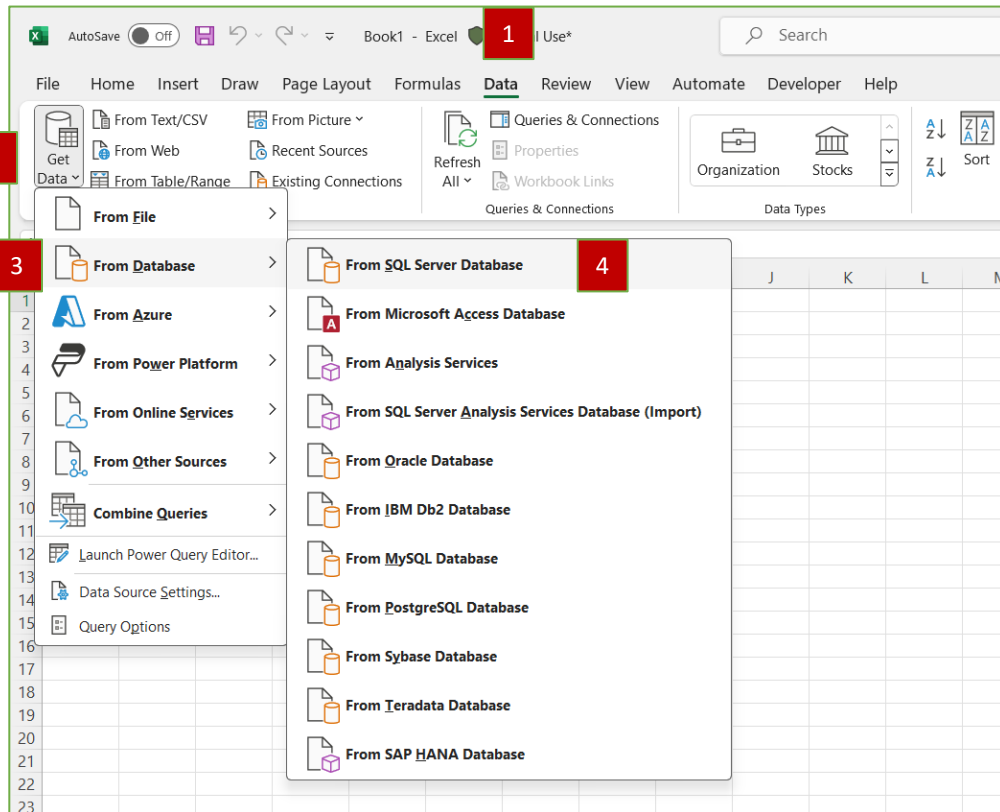 AutoSave Off Book1 - Excel l Use* Search
1
File Home Insert Draw Page Layout Formulas Data Review View Automate Developer Help
Get Data
From Text/CSV
From Web
From Table/Range
From Picture
Recent Sources
Existing Connections
Refresh All
Queries & Connections
Properties
Workbook Links
Queries & Connections
Organization Stocks
Data Types
A Z
Z A
Z A A Z
Sort
From File
3
From Database
From Azure
From Power Platform
From Online Services
From Other Sources
Combine Queries
Launch Power Query Editor...
Data Source Settings...
Query Options
From SQL Server Database
4
From Microsoft Access Database
From Analysis Services
From SQL Server Analysis Services Database (Import)
From Oracle Database
From IBM Db2 Database
From MySQL Database
From PostgreSQL Database
From Sybase Database
From Teradata Database
From SAP HANA Database
J K L
1
2
3
4
5
6
7
8
9
10
11
12
13
14
15
16
17
18
19
20
21
22
23